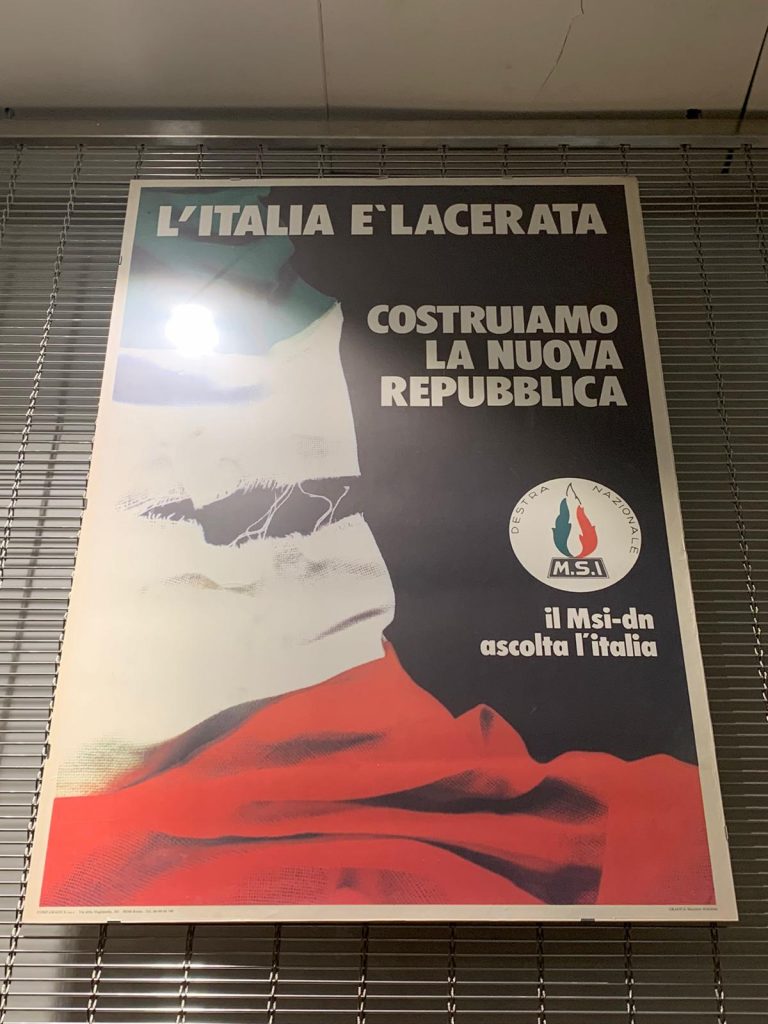 L'ITALIA E` LACERATA
COSTRUIAMO
LA NUOVA
REPUBBLICA
DESTRA NAZIONALE
M.S.I
il Msi-dn
ascolta l'italia